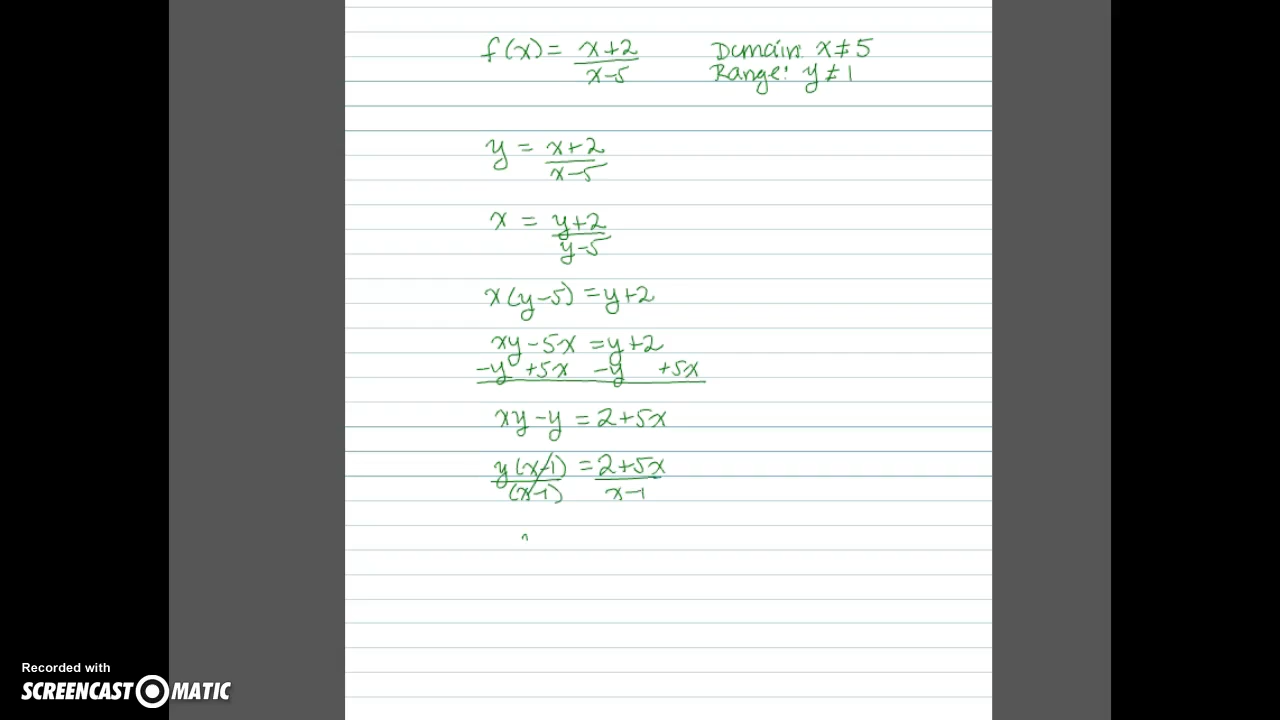 f(x) = x+2 / x-5
Domain: x ≠ 5
Range: y ≠ 1
y = x+2 / x-5
x = y+2 / y-5
x(y-5) = y+2
xy - 5x = y+2
-y +5x -y +5x
xy - y = 2+5x
y(x-1) / (x-1) = 2+5x / x-1
Recorded with
SCREENCAST O MATIC